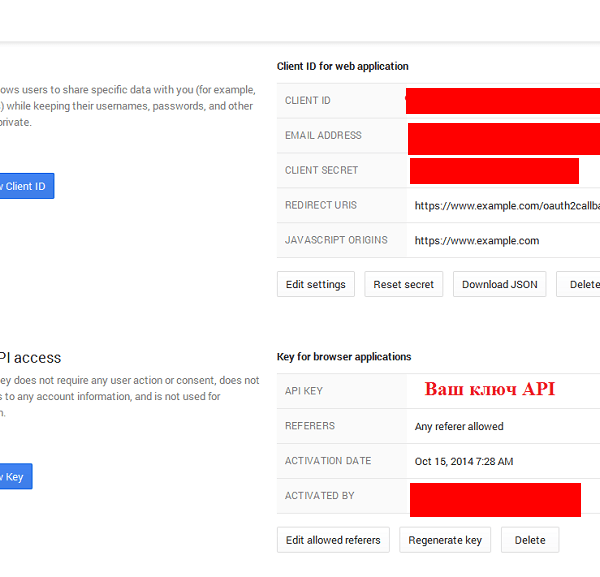 Client ID for web application
ows users to share specific data with you (for example,
) while keeping their usernames, passwords, and other
private.
CLIENT ID
EMAIL ADDRESS
CLIENT SECRET
Client ID
REDIRECT URIS https://www.example.com/oauth2callba
JAVASCRIPT ORIGINS https://www.example.com
Edit settings Reset secret Download JSON Delete
PI access
ey does not require any user action or consent, does not
s to any account information, and is not used for
n.
Key for browser applications
API KEY Ваш ключ API
REFERERS Any referer allowed
ACTIVATION DATE Oct 15, 2014 7:28 AM
w Key
ACTIVATED BY
Edit allowed referers Regenerate key Delete